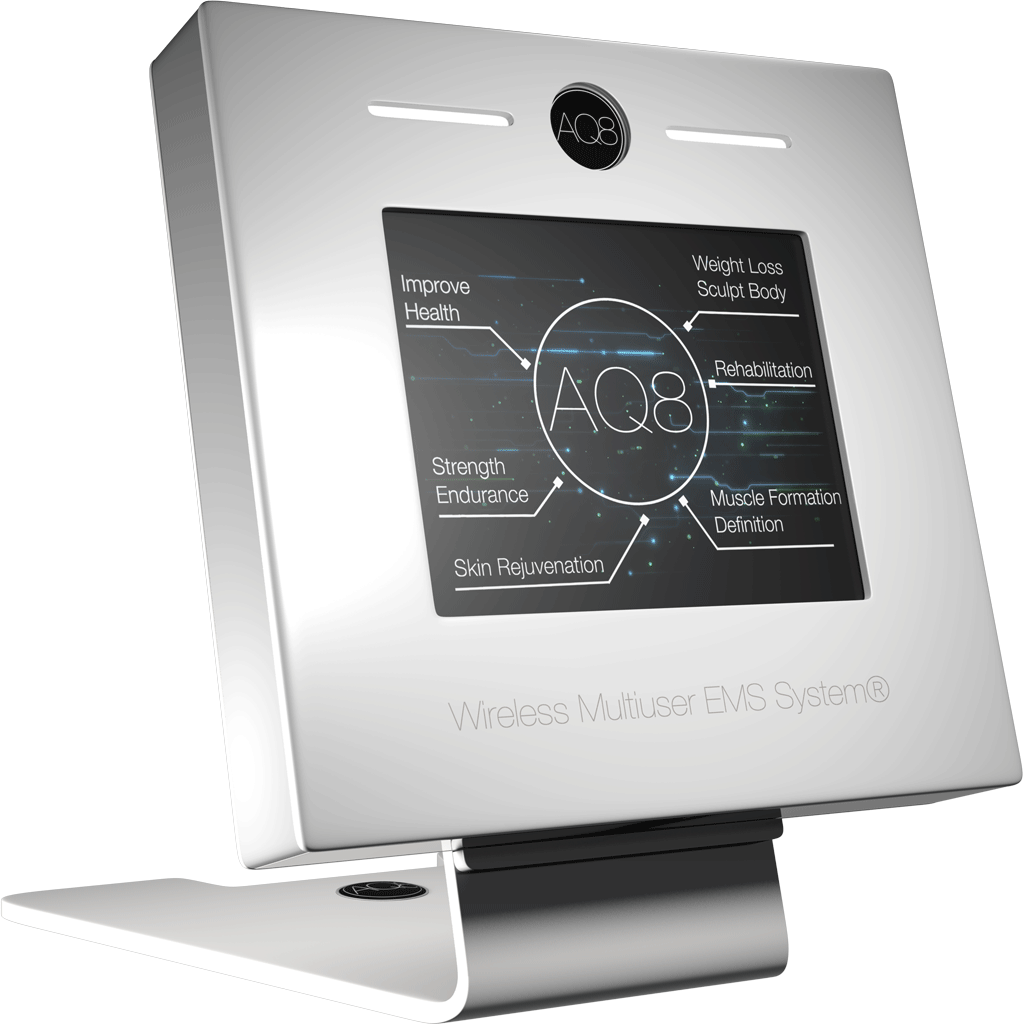 AQ8
Improve
Health
Weight Loss
Sculpt Body
Rehabilitation
AQ8
Strength
Endurance
Muscle Formation
Definition
Skin Rejuvenation
Wireless Multiuser EMS System®
AQ8